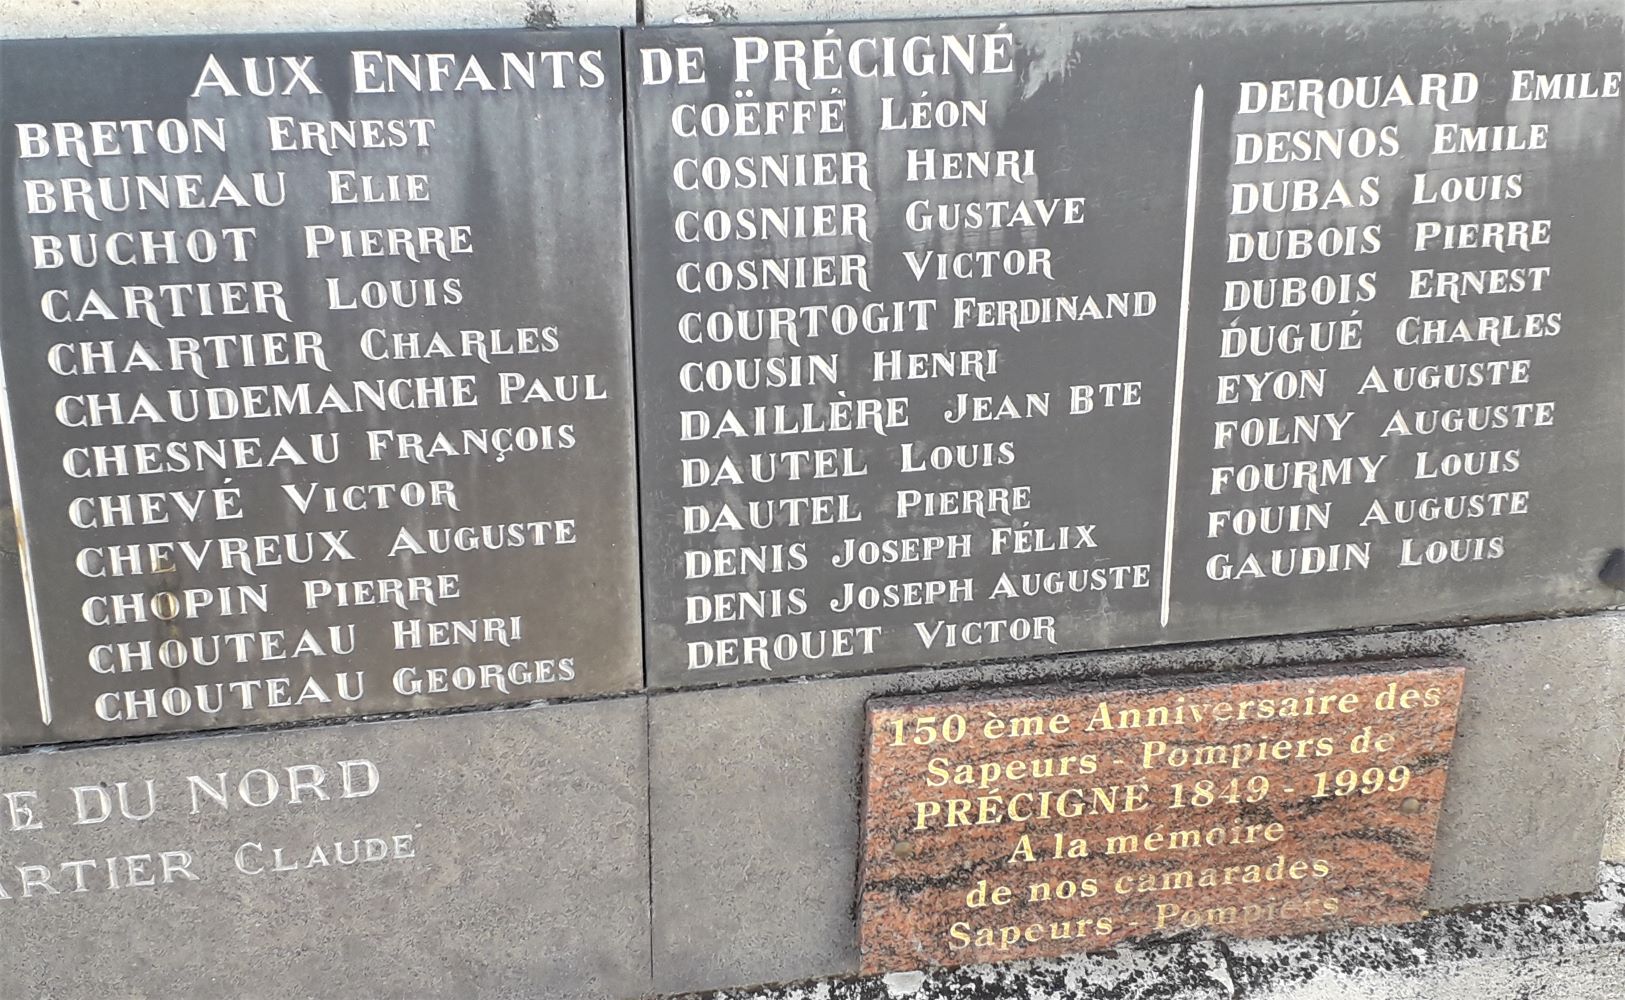 AUX ENFANTS DE PRÉCIGNÉ
BRETON ERNEST
BRUNEAU ELIE
BUCHOT PIERRE
CARTIER LOUIS
CHARTIER CHARLES
CHAUDEMANCHE PAUL
CHESNEAU FRANÇOIS
CHEVÉ VICTOR
CHEVREUX AUGUSTE
CHOPIN PIERRE
CHOUTEAU HENRI
CHOUTEAU GEORGES
COËFFÉ LÉON
COSNIER HENRI
COSNIER GUSTAVE
COSNIER VICTOR
COURTOGIT FERDINAND
COUSIN HENRI
DAILLÈRE JEAN BTE
DAUTEL LOUIS
DAUTEL PIERRE
DENIS JOSEPH FÉLIX
DENIS JOSEPH AUGUSTE
DEROUET VICTOR
DEROUARD EMILE
DESNOS EMILE
DUBAS LOUIS
DUBOIS PIERRE
DUBOIS ERNEST
DUGUÉ CHARLES
EYON AUGUSTE
FOLNY AUGUSTE
FOURMY LOUIS
FOUIN AUGUSTE
GAUDIN LOUIS
E DU NORD
ARTIER CLAUDE
150 ème Anniversaire des
Sapeurs - Pompiers de
PRÉCIGNÉ 1849 - 1999
A la mémoire
de nos camarades
Sapeurs - Pompiers